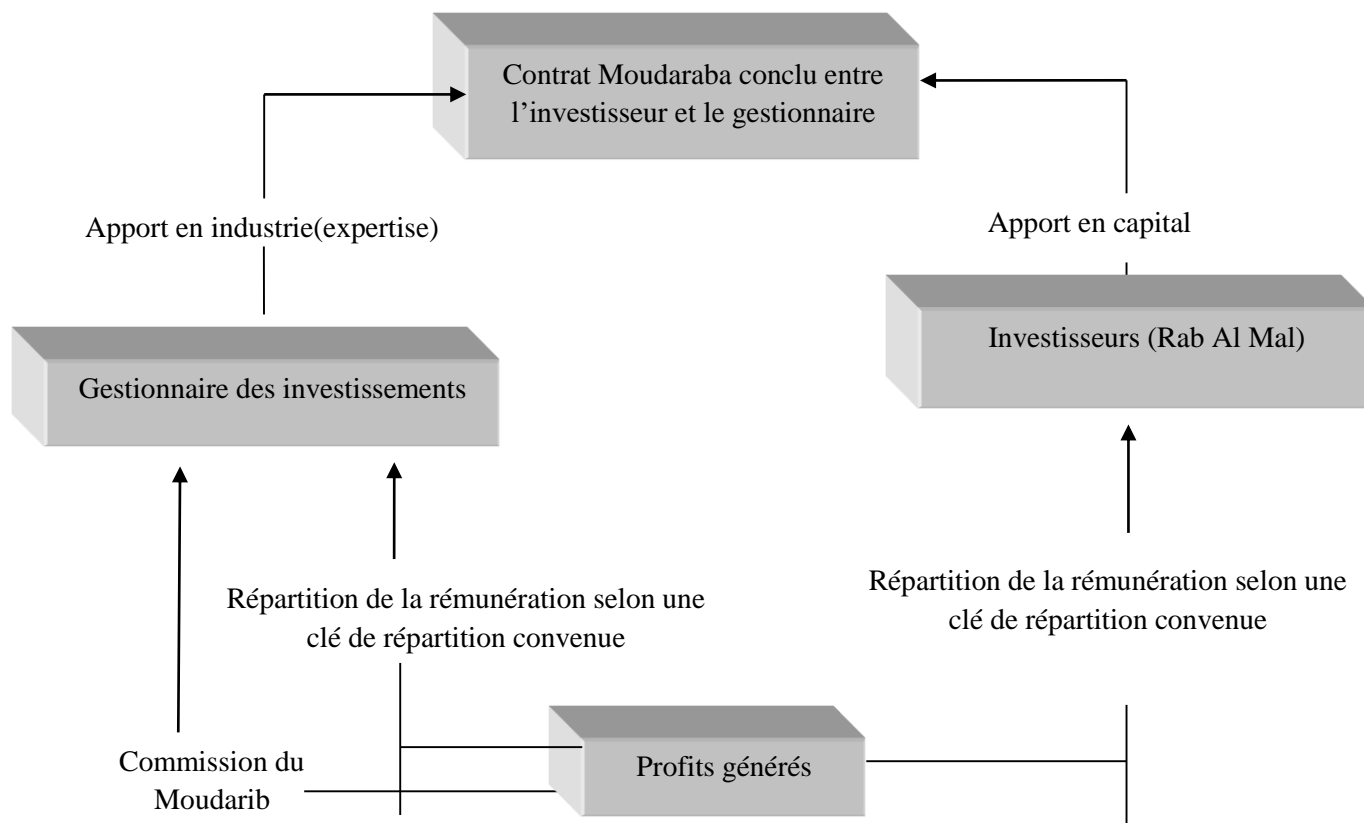 Contrat Moudaraba conclu entre
l’investisseur et le gestionnaire
Apport en industrie(expertise)
Apport en capital
Gestionnaire des investissements
Investisseurs (Rab Al Mal)
Répartition de la rémunération selon une
clé de répartition convenue
Répartition de la rémunération selon une
clé de répartition convenue
Commission du
Moudarib
Profits générés